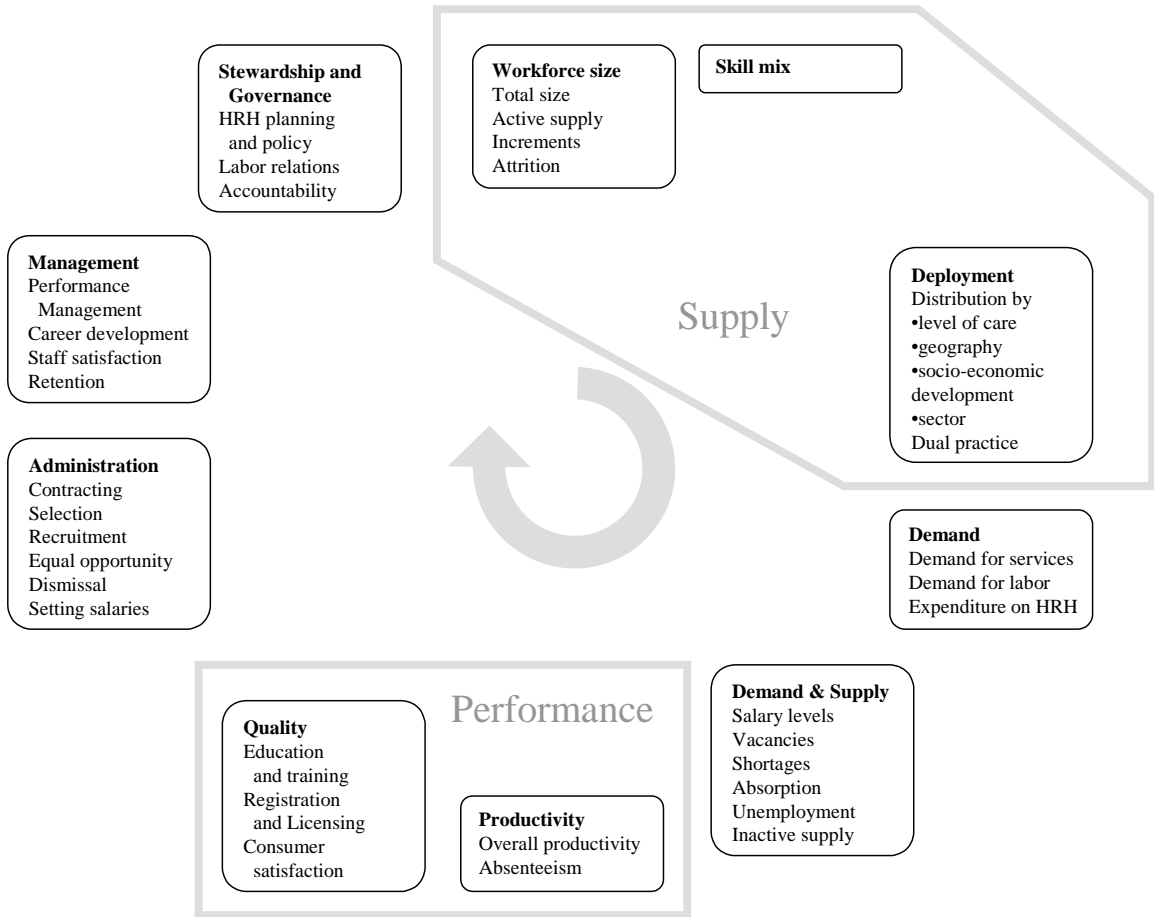 Stewardship and
Governance
HRH planning
and policy
Labor relations
Accountability
Workforce size
Total size
Active supply
Increments
Attrition
Skill mix
Management
Performance
Management
Career development
Staff satisfaction
Retention
Supply
Deployment
Distribution by
•level of care
•geography
•socio-economic
development
•sector
Dual practice
Administration
Contracting
Selection
Recruitment
Equal opportunity
Dismissal
Setting salaries
Demand
Demand for services
Demand for labor
Expenditure on HRH
Performance
Quality
Education
and training
Registration
and Licensing
Consumer
satisfaction
Productivity
Overall productivity
Absenteeism
Demand & Supply
Salary levels
Vacancies
Shortages
Absorption
Unemployment
Inactive supply